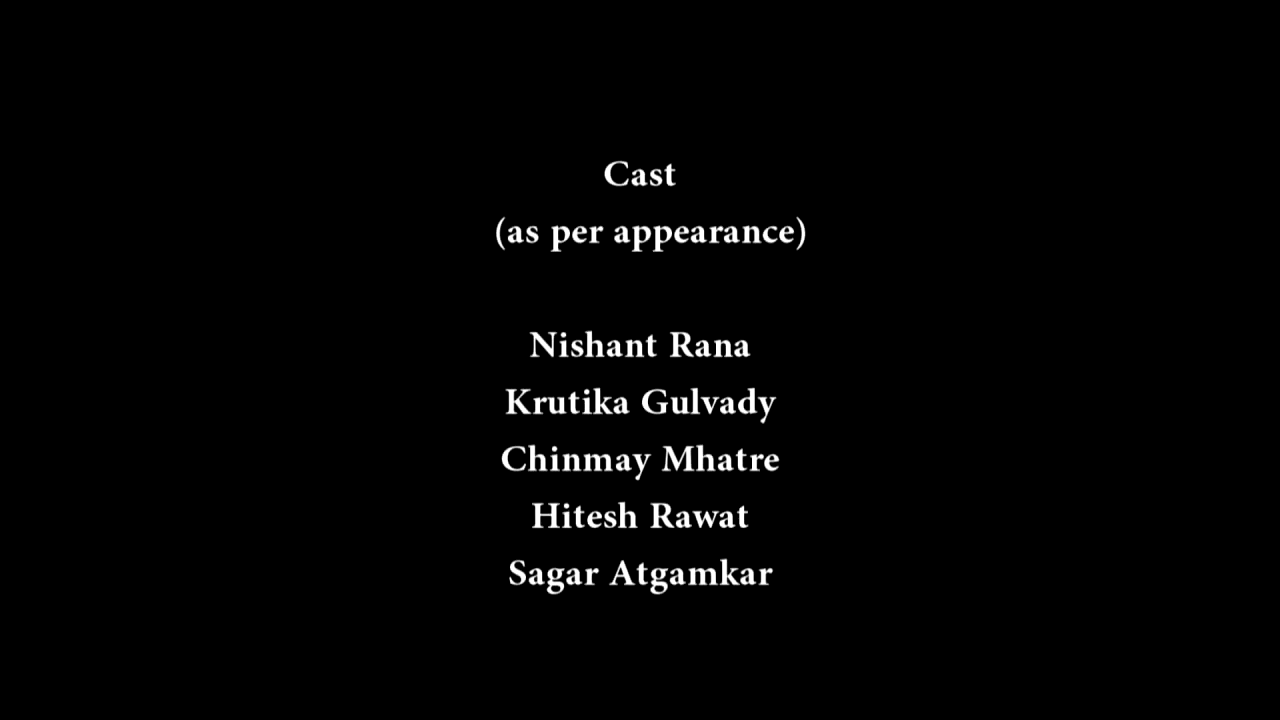 Cast
(as per appearance)
Nishant Rana
Krutika Gulvady
Chinmay Mhatre
Hitesh Rawat
Sagar Atgamkar